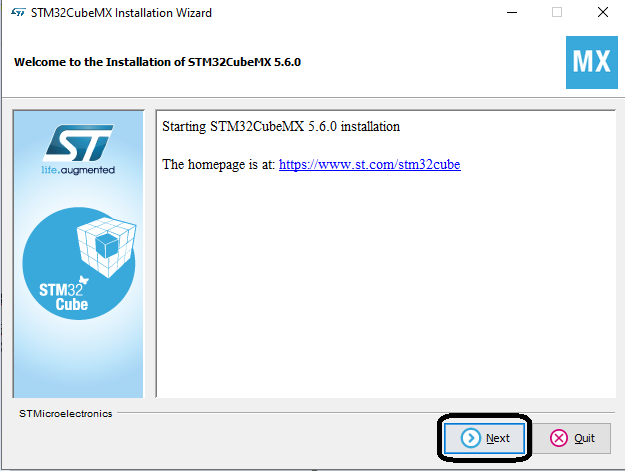 STM32CubeMX Installation Wizard
Welcome to the Installation of STM32CubeMX 5.6.0
MX
ST
life.augmented
STM32
Cube
Starting STM32CubeMX 5.6.0 installation
The homepage is at: https://www.st.com/stm32cube
STMicroelectronics
Next
Quit